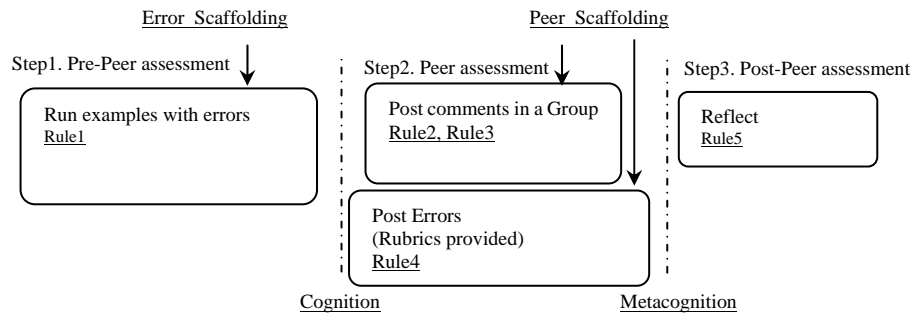 Error Scaffolding
Peer Scaffolding
Step1. Pre-Peer assessment
Step2. Peer assessment
Step3. Post-Peer assessment
Run examples with errors
Rule1
Post comments in a Group
Rule2, Rule3
Reflect
Rule5
Post Errors
(Rubrics provided)
Rule4
Cognition
Metacognition